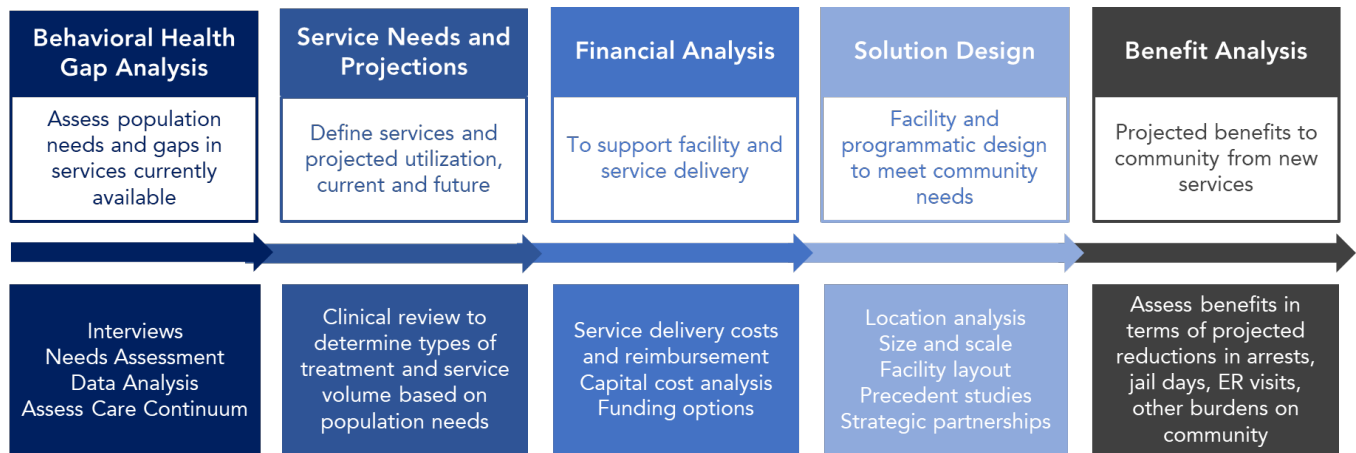 Behavioral Health
Gap Analysis
Assess population
needs and gaps in
services currently
available
Interviews
Needs Assessment
Data Analysis
Assess Care Continuum
Service Needs and
Projections
Define services and
projected utilization,
current and future
Clinical review to
determine types of
treatment and service
volume based on
population needs
Financial Analysis
To support facility and
service delivery
Service delivery costs
and reimbursement
Capital cost analysis
Funding options
Solution Design
Facility and
programmatic design
to meet community
needs
Location analysis
Size and scale
Facility layout
Precedent studies
Strategic partnerships
Benefit Analysis
Projected benefits to
community from new
services
Assess benefits in
terms of projected
reductions in arrests,
jail days, ER visits,
other burdens on
community